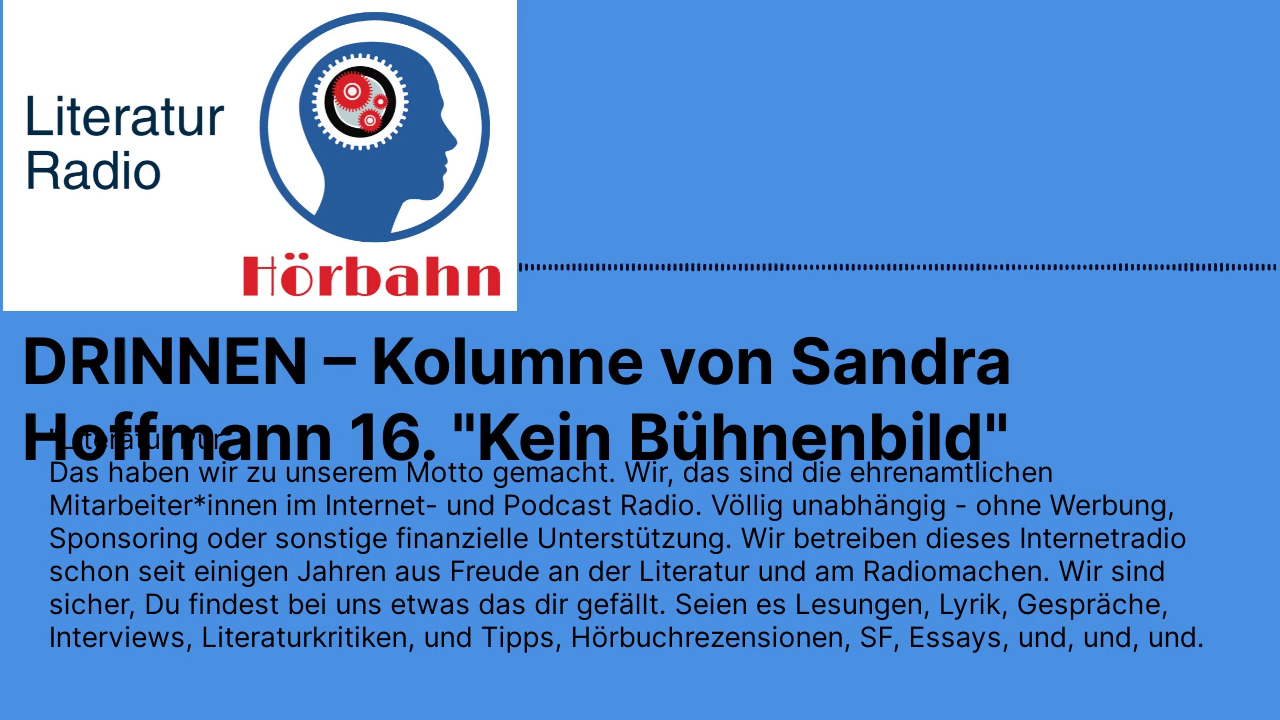 Literatur
Radio
Hörbahn
DRINNEN – Kolumne von Sandra
Hoffmann 16. "Kein Bühnenbild"
Das haben wir zu unserem Motto gemacht. Wir, das sind die ehrenamtlichen
Mitarbeiter*innen im Internet- und Podcast Radio. Völlig unabhängig - ohne Werbung,
Sponsoring oder sonstige finanzielle Unterstützung. Wir betreiben dieses Internetradio
schon seit einigen Jahren aus Freude an der Literatur und am Radiomachen. Wir sind
sicher, Du findest bei uns etwas das dir gefällt. Seien es Lesungen, Lyrik, Gespräche,
Interviews, Literaturkritiken, und Tipps, Hörbuchrezensionen, SF, Essays, und, und, und.